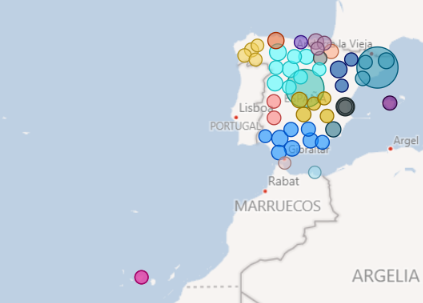 la Vieja
Lisboa
PORTUGAL
Gibraltar
Argel
Rabat
MARRUECOS
ARGELIA